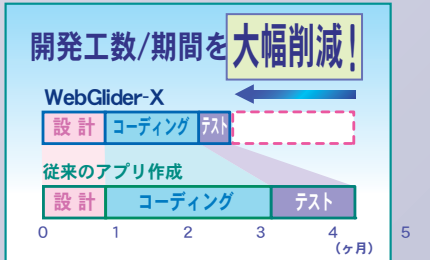 開発工数/期間を大幅削減!
WebGlider-X
設計 コーディング テスト
従来のアプリ作成
設計 コーディング テスト
0 1 2 3 4 5
(ヶ月)